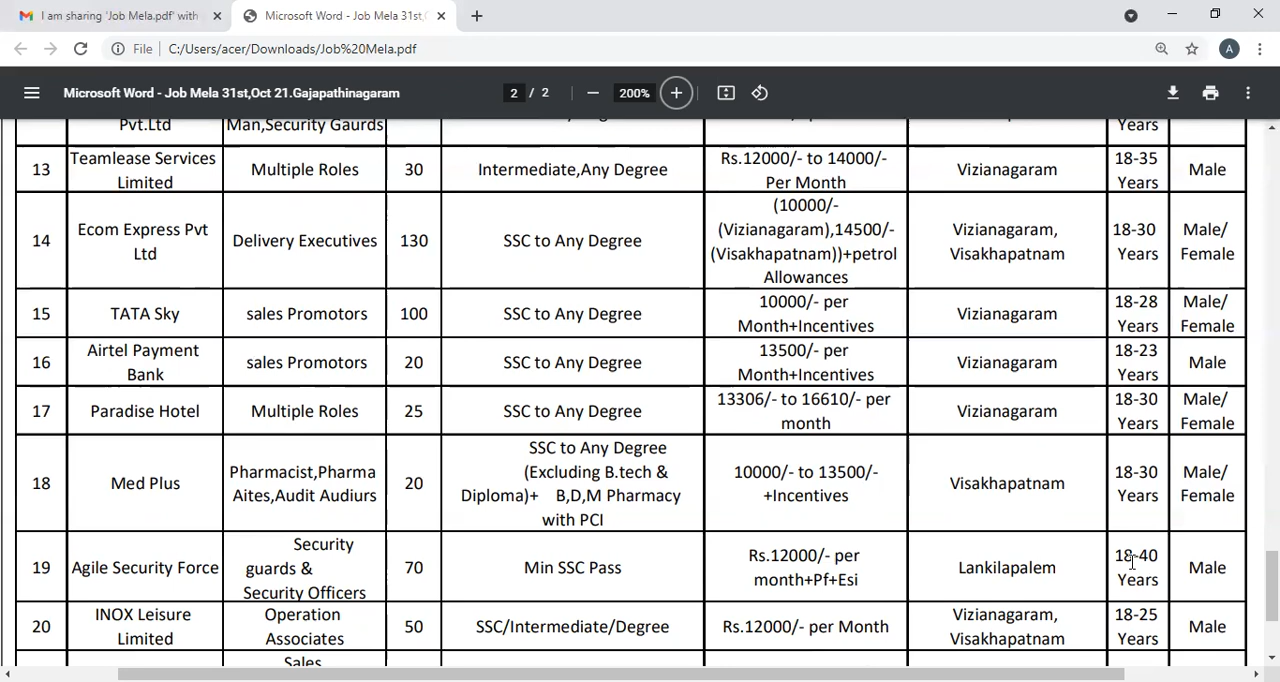 I am sharing 'Job Mela.pdf' with
Microsoft Word - Job Mela 31st,
File
C:/Users/acer/Downloads/Job%20Mela.pdf
A
Microsoft Word - Job Mela 31st,Oct 21.Gajapathinagaram
2 / 2
200%
Pvt.Ltd
Man,Security Gaurds
Years
13
Teamlease Services
Limited
Multiple Roles
30
Intermediate,Any Degree
Rs.12000/- to 14000/-
Per Month
Vizianagaram
18-35
Years
Male
14
Ecom Express Pvt
Ltd
Delivery Executives
130
SSC to Any Degree
(10000/-
(Vizianagaram),14500/-
(Visakhapatnam))+petrol
Allowances
Vizianagaram,
Visakhapatnam
18-30
Years
Male/
Female
15
TATA Sky
sales Promotors
100
SSC to Any Degree
10000/- per
Month+Incentives
Vizianagaram
18-28
Years
Male/
Female
16
Airtel Payment
Bank
sales Promotors
20
SSC to Any Degree
13500/- per
Month+Incentives
Vizianagaram
18-23
Years
Male
17
Paradise Hotel
Multiple Roles
25
SSC to Any Degree
13306/- to 16610/- per
month
Vizianagaram
18-30
Years
Male/
Female
18
Med Plus
Pharmacist,Pharma
Aites,Audit Audiurs
20
SSC to Any Degree
(Excluding B.tech &
Diploma)+ B,D,M Pharmacy
with PCI
10000/- to 13500/-
+Incentives
Visakhapatnam
18-30
Years
Male/
Female
19
Agile Security Force
Security
guards &
Security Officers
70
Min SSC Pass
Rs.12000/- per
month+Pf+Esi
Lankilapalem
18-40
Years
Male
20
INOX Leisure
Limited
Operation
Associates
50
SSC/Intermediate/Degree
Rs.12000/- per Month
Vizianagaram,
Visakhapatnam
18-25
Years
Male
Sales